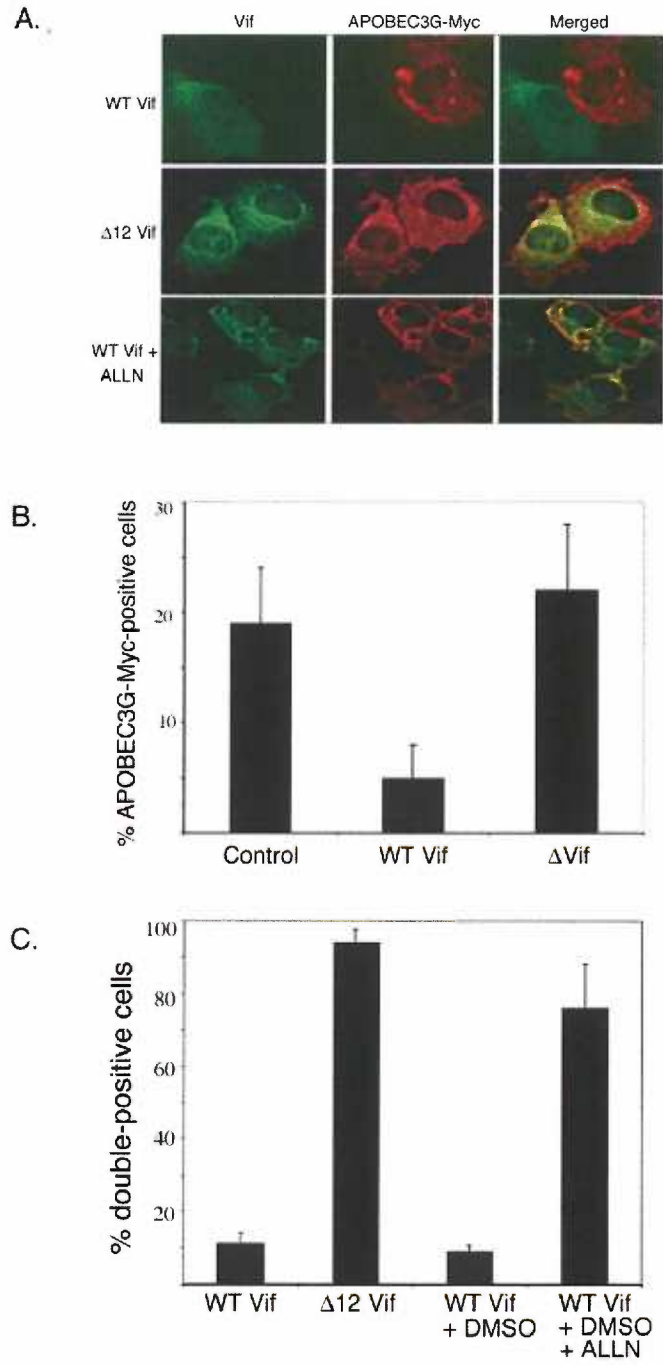 A.
Vif APOBEC3G-Myc Merged
WT Vif
Δ12 Vif
WT Vif +
ALLN
B.
% APOBEC3G-Myc-positive cells
30
20
10
Control WT Vif ΔVif
C.
% double-positive cells
100
80
60
40
20
WT Vif Δ12 Vif WT Vif WT Vif
+ DMSO + DMSO
+ ALLN